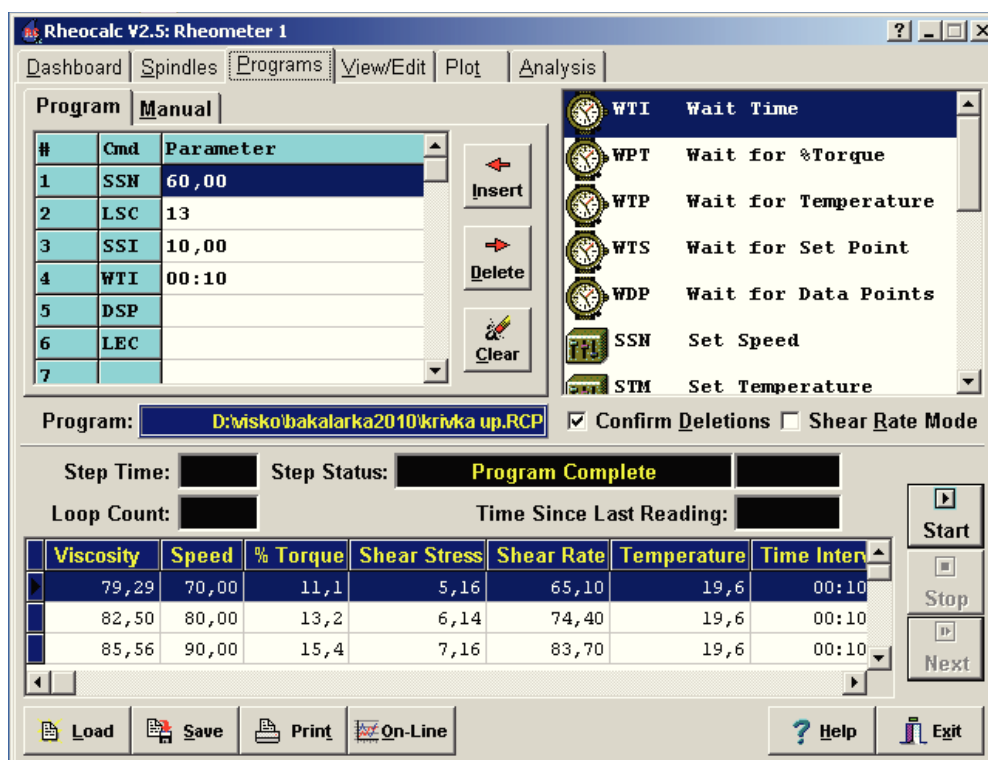 Rheocalc V2.5: Rheometer 1
Dashboard Spindles Programs View/Edit Plot Analysis
Program Manual
# Cmd Parameter
1 SSN 60,00
2 LSC 13
3 SSI 10,00
4 WTI 00:10
5 DSP
6 LEC
7
Insert
Delete
Clear
WTI Wait Time
WPT Wait for %Torque
WTP Wait for Temperature
WTS Wait for Set Point
WDP Wait for Data Points
SSN Set Speed
STM Set Temperature
Program: D:\visko\bakalarka2010\krivka up.RCP
Confirm Deletions Shear Rate Mode
Step Time: Step Status: Program Complete
Loop Count: Time Since Last Reading:
Viscosity Speed % Torque Shear Stress Shear Rate Temperature Time Interv
79,29 70,00 11,1 5,16 65,10 19,6 00:10
82,50 80,00 13,2 6,14 74,40 19,6 00:10
85,56 90,00 15,4 7,16 83,70 19,6 00:10
Start
Stop
Next
Load Save Print On-Line Help Exit